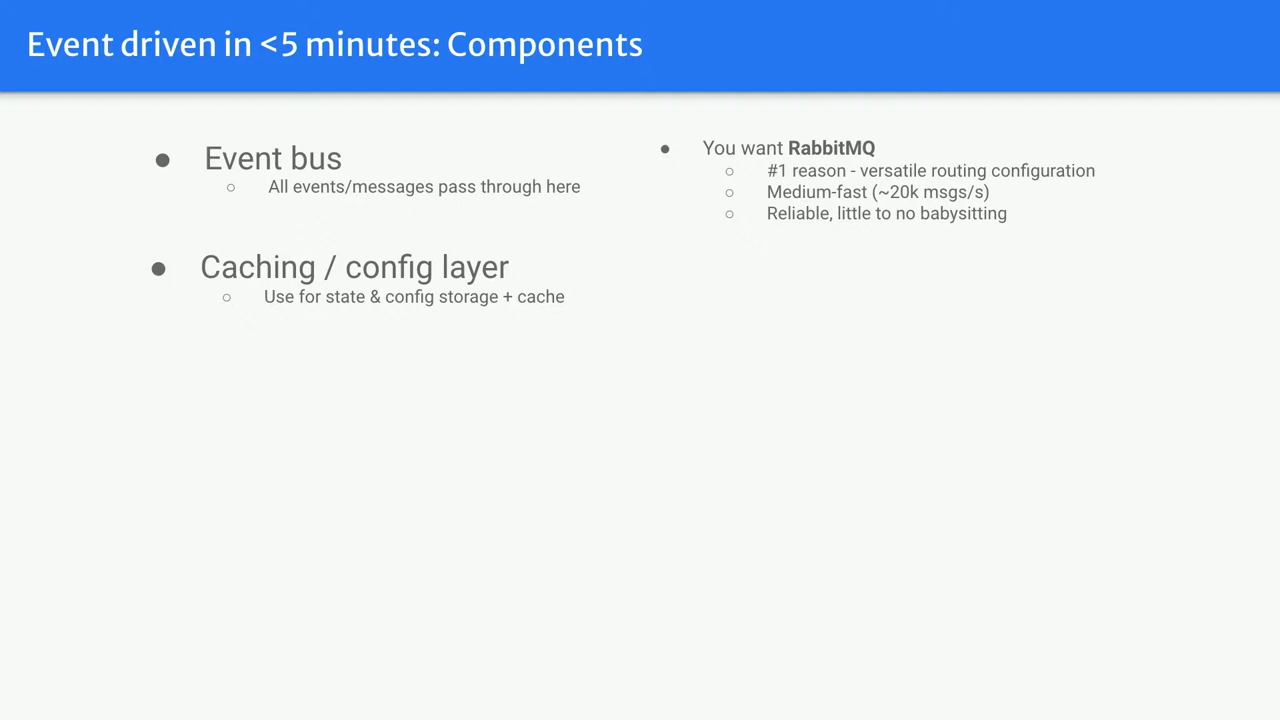 Event driven in <5 minutes: Components
● Event bus
○ All events/messages pass through here
● Caching / config layer
○ Use for state & config storage + cache
● You want RabbitMQ
○ #1 reason - versatile routing configuration
○ Medium-fast (~20k msgs/s)
○ Reliable, little to no babysitting